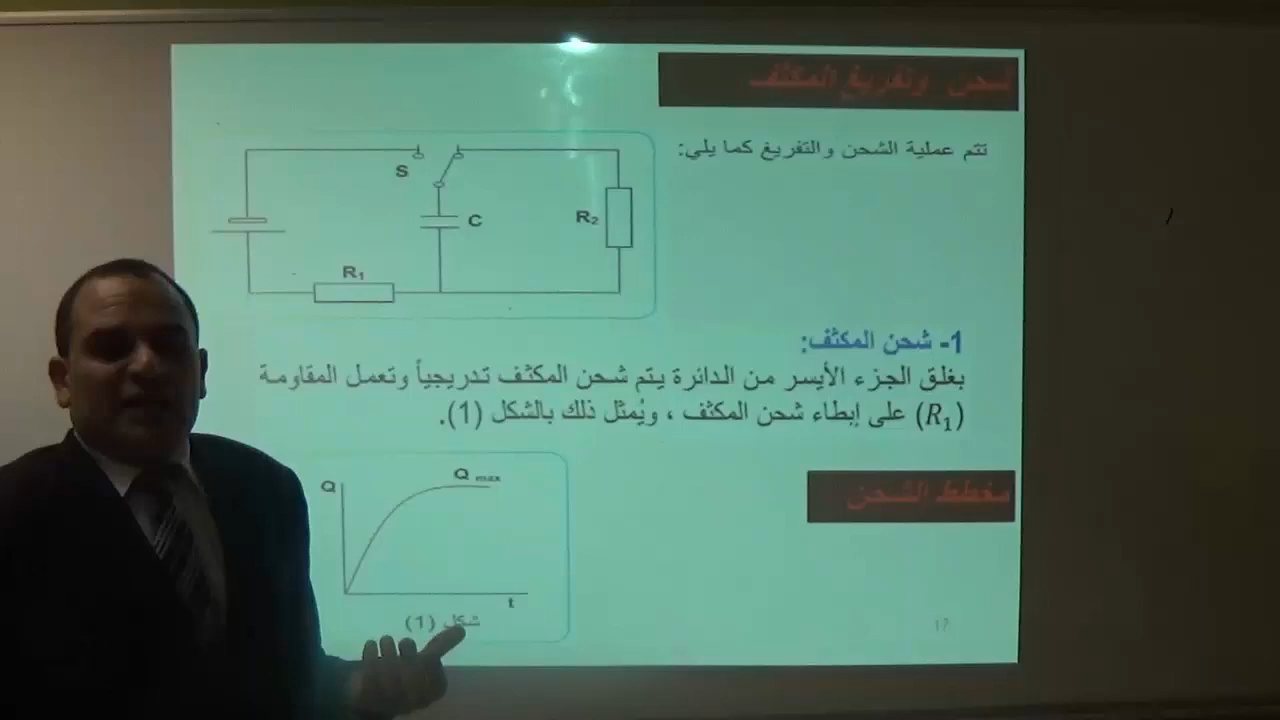 شحن وتفريغ المكثف
تتم عملية الشحن والتفريغ كما يلي:
S
C
R₂
R₁
1- شحن المكثف:
بغلق الجزء الأيسر من الدائرة يتم شحن المكثف تدريجياً وتعمل المقاومة
(R₁) على إبطاء شحن المكثف ، ويُمثل ذلك بالشكل (1).
مخطط الشحن
Q
Q max
t
شكل (1)